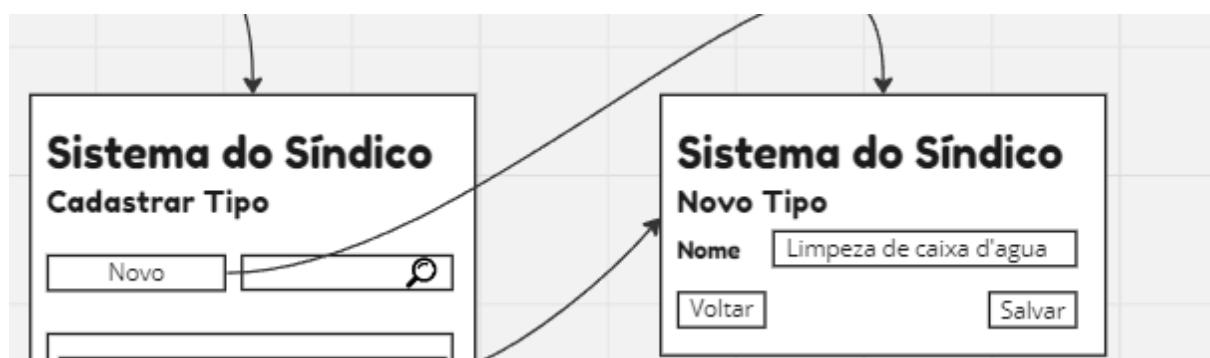 Sistema do Síndico
Cadastrar Tipo
Novo
Sistema do Síndico
Novo Tipo
Nome Limpeza de caixa d'agua
Voltar Salvar